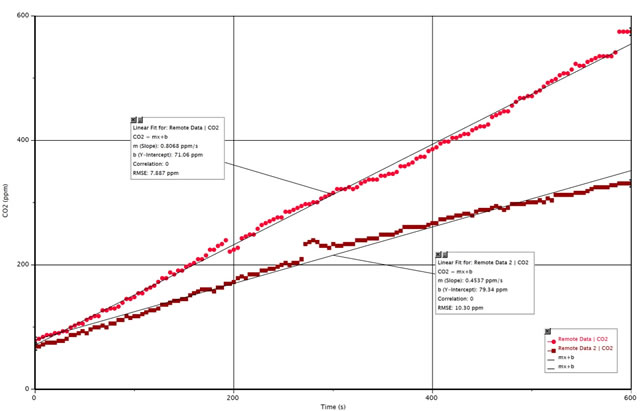 600
400
200
0
CO2 (ppm)
0
200
400
600
Time (s)
Linear Fit for: Remote Data | CO2
CO2 = mx+b
m (Slope): 0.8068 ppm/s
b (Y-Intercept): 71.06 ppm
Correlation: 0
RMSE: 7.887 ppm
Linear Fit for: Remote Data 2 | CO2
CO2 = mx+b
m (Slope): 0.4537 ppm/s
b (Y-Intercept): 79.34 ppm
Correlation: 0
RMSE: 10.30 ppm
Remote Data | CO2
Remote Data 2 | CO2
mx+b
mx+b